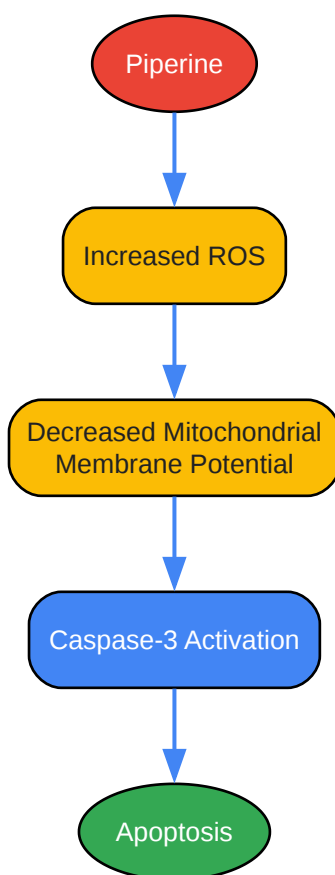 Piperine
Increased ROS
Decreased Mitochondrial
Membrane Potential
Caspase-3 Activation
Apoptosis